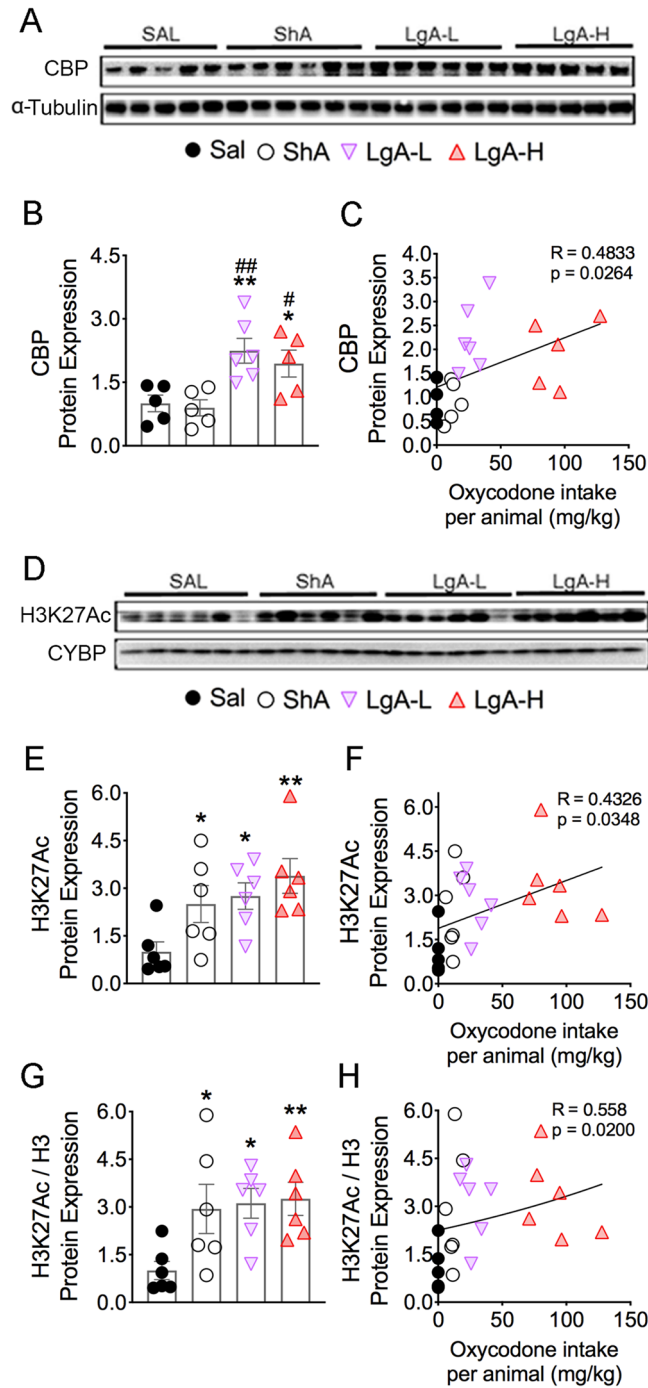 A
SAL ShA LgA-L LgA-H
CBP
α-Tubulin
Sal ShA LgA-L LgA-H
B
CBP
Protein Expression
4.5
3.0
1.5
0.0
##
**
#
*
C
CBP
Protein Expression
4.0
3.5
3.0
2.5
2.0
1.5
1.0
0.5
0.0
R = 0.4833
p = 0.0264
0 50 100 150
Oxycodone intake
per animal (mg/kg)
D
SAL ShA LgA-L LgA-H
H3K27Ac
CYBP
Sal ShA LgA-L LgA-H
E
H3K27Ac
Protein Expression
6.0
4.5
3.0
1.5
0.0
*
*
**
F
H3K27Ac
Protein Expression
6.0
4.5
3.0
1.5
0.0
R = 0.4326
p = 0.0348
0 50 100 150
Oxycodone intake
per animal (mg/kg)
G
H3K27Ac / H3
Protein Expression
6.0
4.5
3.0
1.5
0.0
*
*
**
H
H3K27Ac / H3
Protein Expression
6.0
4.5
3.0
1.5
0.0
R = 0.558
p = 0.0200
0 50 100 150
Oxycodone intake
per animal (mg/kg)